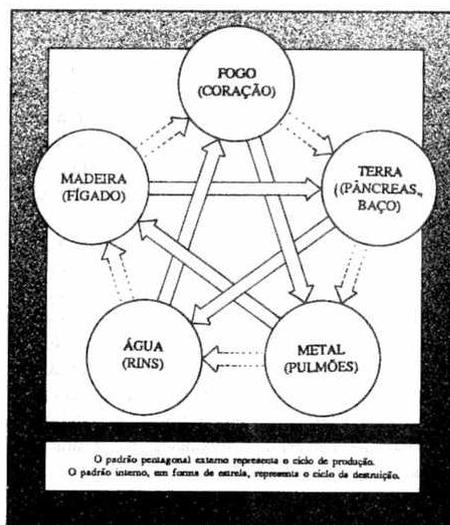 FOGO
(CORAÇÃO)
MADEIRA
(FÍGADO)
TERRA
(PÂNCREAS,
BAÇO)
ÁGUA
(RINS)
METAL
(PULMÕES)
O padrão pentagonal externo representa o ciclo de produção.
O padrão interno, em forma de estrela, representa o ciclo da destruição.